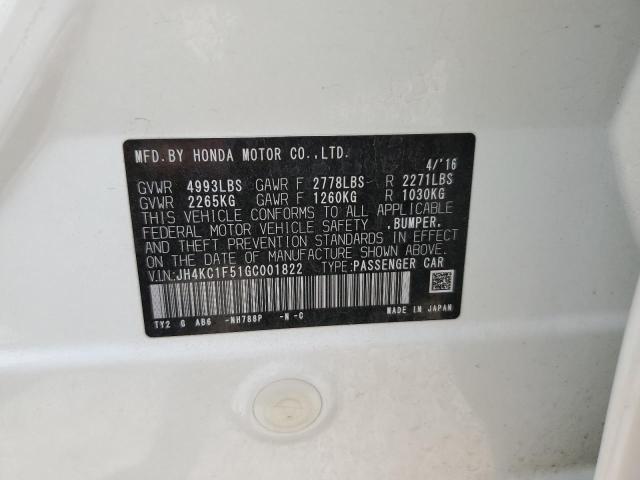 MFD.BY HONDA MOTOR CO.,LTD.
4/'16
GVWR 4993LBS GAWR F 2778LBS R 2271LBS
GVWR 2265KG GAWR F 1260KG R 1030KG
THIS VEHICLE CONFORMS TO ALL APPLICABLE
FEDERAL MOTOR VEHICLE SAFETY ,BUMPER,
AND THEFT PREVENTION STANDARDS IN EFFECT
ON THE DATE OF MANUFACTURE SHOWN ABOVE.
V.IN:JH4KC1F51GC001822 TYPE:PASSENGER CAR
TY2 G AB6 -NH788P -N -C
MADE IN JAPAN